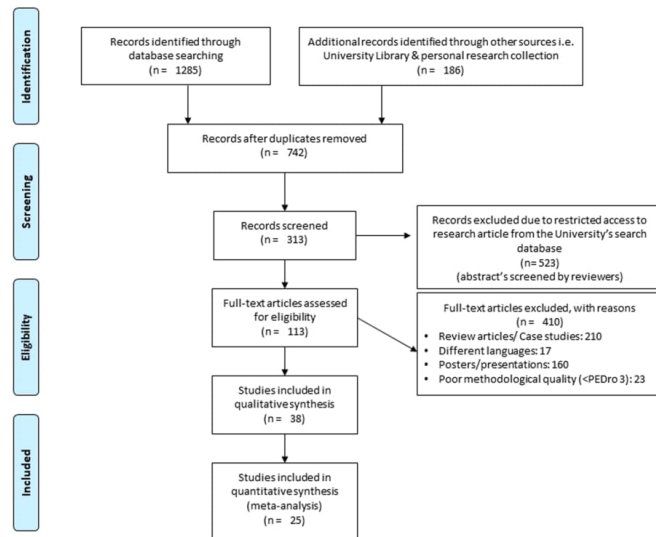 Identification
Records identified through
database searching
(n = 1285)
Additional records identified through other sources i.e.
University Library & personal research collection
(n = 186)
Records after duplicates removed
(n = 742)
Screening
Records screened
(n = 313)
Records excluded due to restricted access to
research article from the University's search
database
(n=523)
(abstract's screened by reviewers)
Eligibility
Full-text articles assessed
for eligibility
(n = 113)
Full-text articles excluded, with reasons
(n = 410)
• Review articles/ Case studies: 210
• Different languages: 17
• Posters/presentations: 160
• Poor methodological quality (<PEDro 3): 23
Studies included in
qualitative synthesis
(n = 38)
Included
Studies included in
quantitative synthesis
(meta-analysis)
(n = 25)